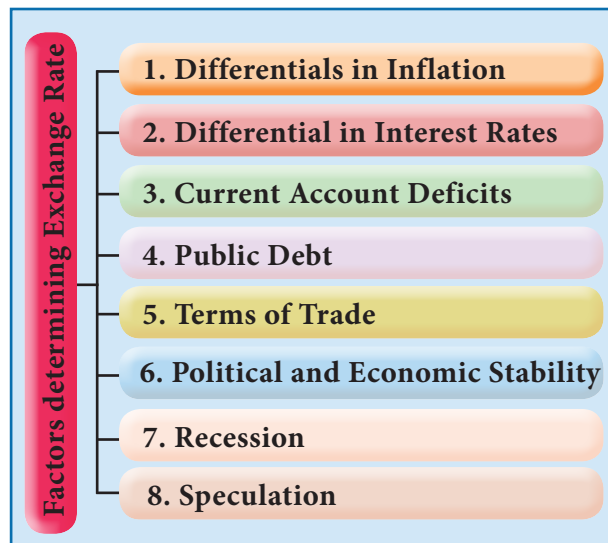 Factors determining Exchange Rate
1. Differentials in Inflation
2. Differential in Interest Rates
3. Current Account Deficits
4. Public Debt
5. Terms of Trade
6. Political and Economic Stability
7. Recession
8. Speculation